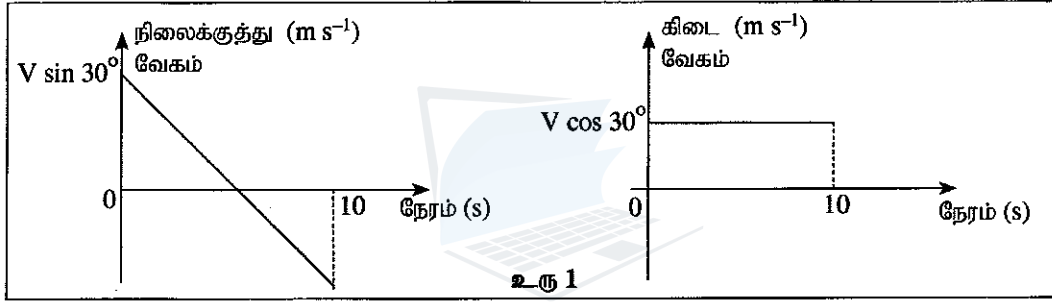 நிலைக்குத்து (m s⁻¹)
வேகம்
V sin 30°
0
10
நேரம் (s)
கிடை (m s⁻¹)
வேகம்
V cos 30°
0
10
நேரம் (s)
உரு 1